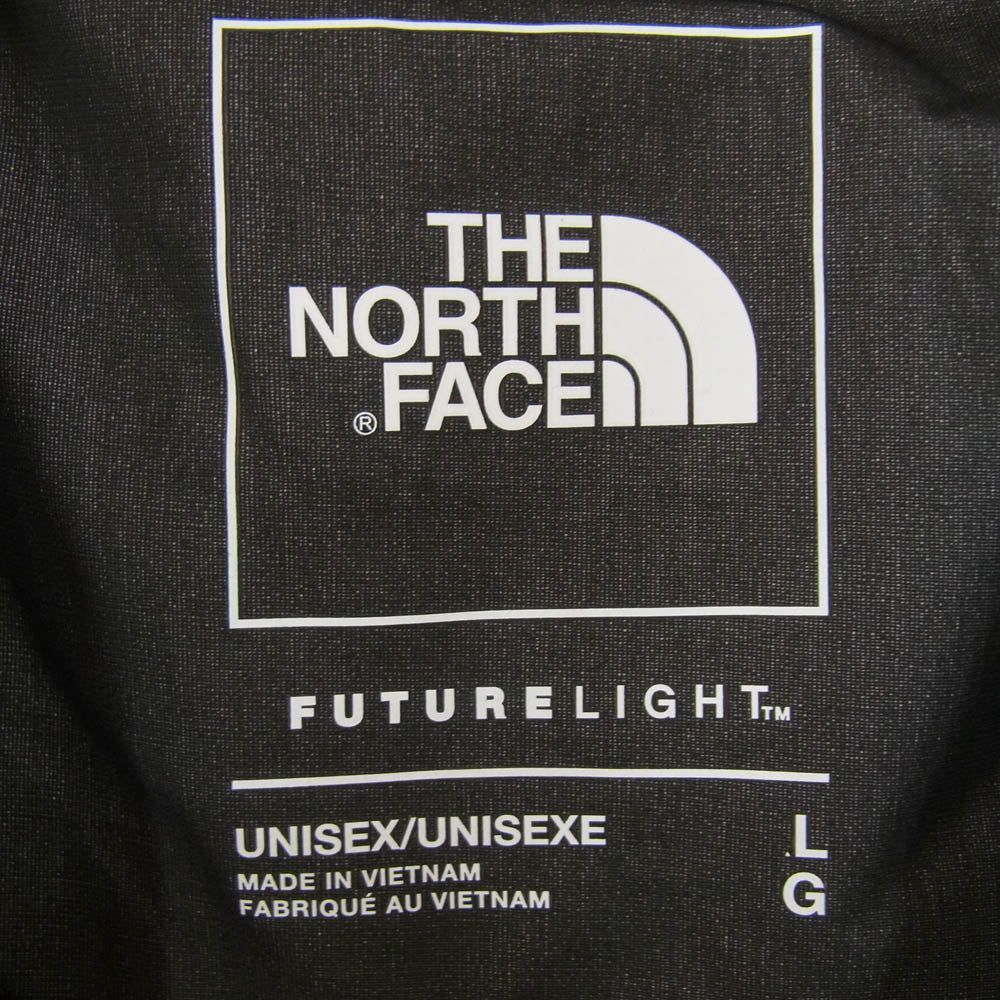 THE
NORTH
® FACE
FUTURELIGHT™
UNISEX/UNISEXE L
MADE IN VIETNAM
FABRIQUÉ AU VIETNAM G